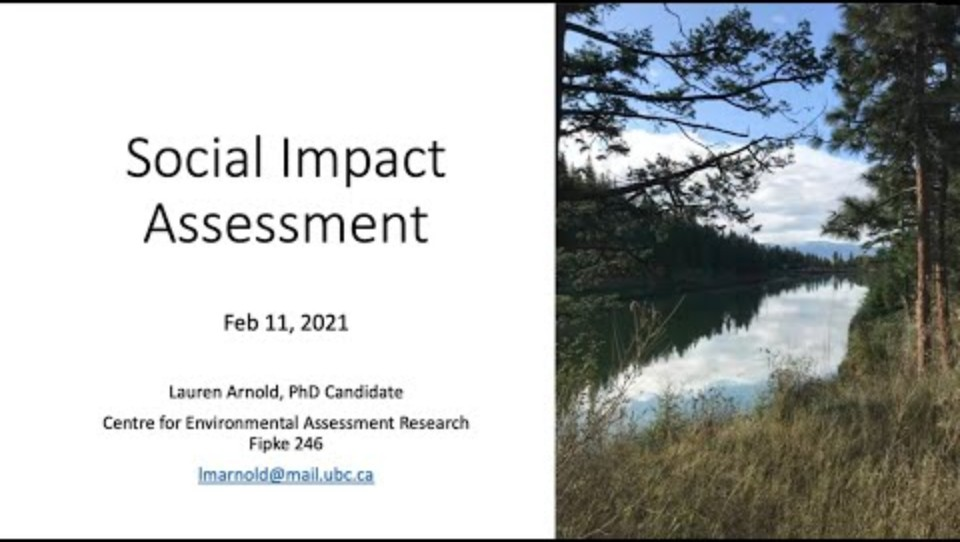 Social Impact
Assessment
Feb 11, 2021
Lauren Arnold, PhD Candidate
Centre for Environmental Assessment Research
Fipke 246
lmarnold@mail.ubc.ca